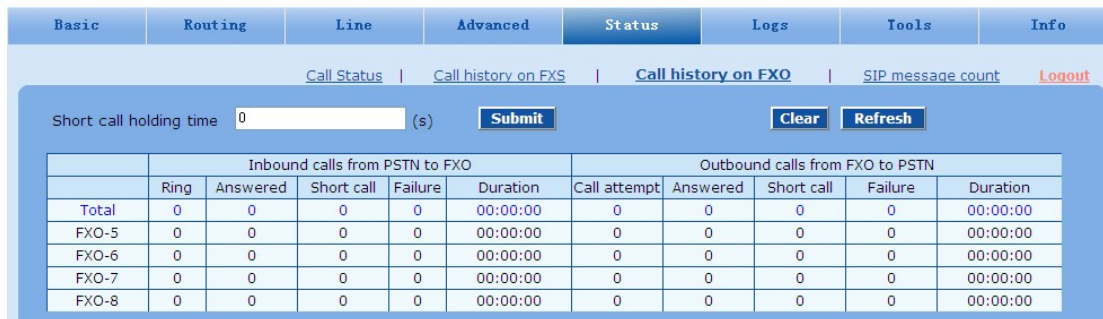 Basic Routing Line Advanced Status Logs Tools Info
Call Status | Call history on FXS | Call history on FXO | SIP message count Logout
Short call holding time 0 (s) Submit Clear Refresh
Inbound calls from PSTN to FXO Outbound calls from FXO to PSTN
Ring Answered Short call Failure Duration Call attempt Answered Short call Failure Duration
Total 0 0 0 0 00:00:00 0 0 0 0 00:00:00
FXO-5 0 0 0 0 00:00:00 0 0 0 0 00:00:00
FXO-6 0 0 0 0 00:00:00 0 0 0 0 00:00:00
FXO-7 0 0 0 0 00:00:00 0 0 0 0 00:00:00
FXO-8 0 0 0 0 00:00:00 0 0 0 0 00:00:00